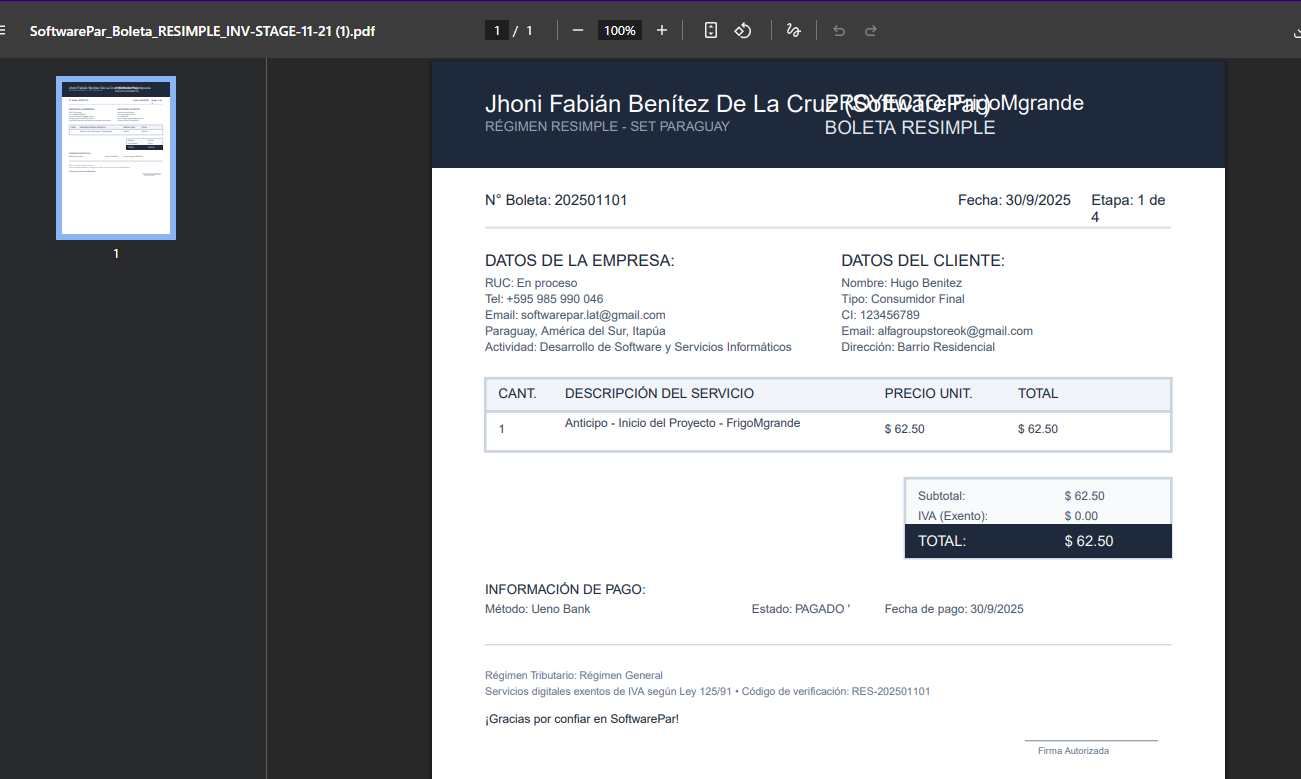 SoftwarePar_Boleta_RESIMPLE_INV-STAGE-11-21 (1).pdf
1 / 1
100%
1
Jhoni Fabián Benítez De La Cruz (SoftwarePar)
PROYECTO: FrigoMgrande
RÉGIMEN RESIMPLE - SET PARAGUAY
BOLETA RESIMPLE
N° Boleta: 202501101
Fecha: 30/9/2025
Etapa: 1 de
4
DATOS DE LA EMPRESA:
RUC: En proceso
Tel: +595 985 990 046
Email: softwarepar.lat@gmail.com
Paraguay, América del Sur, Itapúa
Actividad: Desarrollo de Software y Servicios Informáticos
DATOS DEL CLIENTE:
Nombre: Hugo Benitez
Tipo: Consumidor Final
CI: 123456789
Email: alfagroupstoreok@gmail.com
Dirección: Barrio Residencial
CANT. DESCRIPCIÓN DEL SERVICIO PRECIO UNIT. TOTAL
1 Anticipo - Inicio del Proyecto - FrigoMgrande $ 62.50 $ 62.50
Subtotal: $ 62.50
IVA (Exento): $ 0.00
TOTAL: $ 62.50
INFORMACIÓN DE PAGO:
Método: Ueno Bank Estado: PAGADO ' Fecha de pago: 30/9/2025
Régimen Tributario: Régimen General
Servicios digitales exentos de IVA según Ley 125/91 • Código de verificación: RES-202501101
¡Gracias por confiar en SoftwarePar!
Firma Autorizada